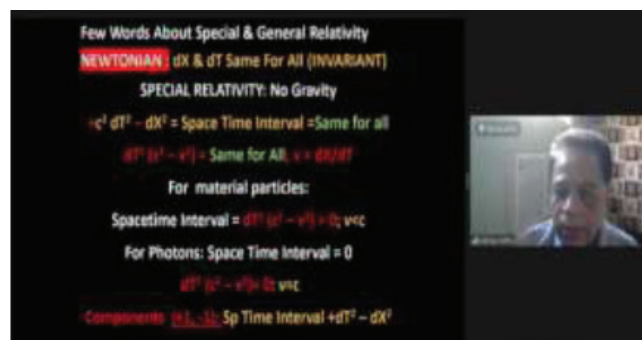 Few Words About Special & General Relativity
NEWTONIAN : dX & dT Same For All (INVARIANT)
SPECIAL RELATIVITY: No Gravity
+c² dT² – dX² = Space Time Interval =Same for all
dT² (c² – v²) = Same for All, v = dX/dT
For material particles:
Spacetime Interval = dT² (c² – v²) > 0; v<c
For Photons: Space Time Interval = 0
dT² (c² – v²)= 0; v=c
Components (+1, -1): Sp Time Interval +dT² – dX²